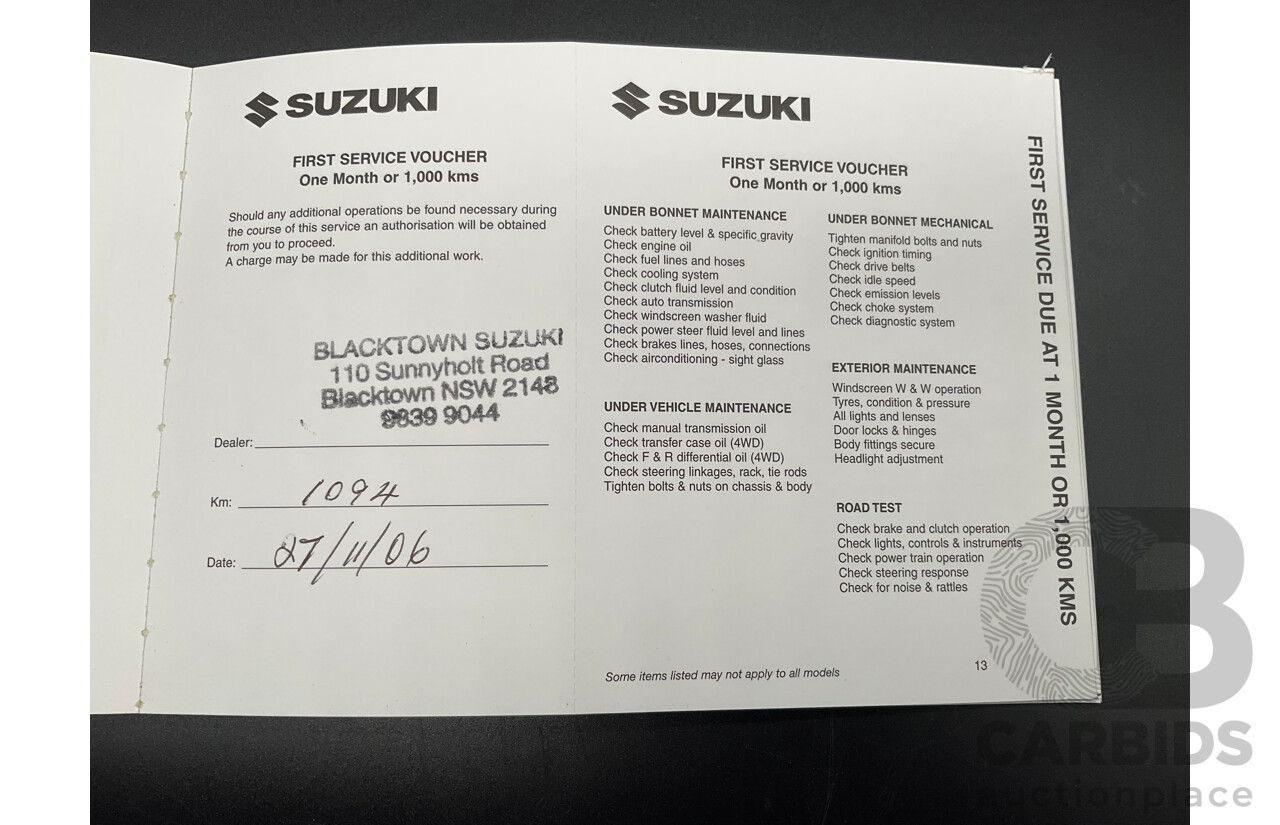 SUZUKI
FIRST SERVICE VOUCHER
One Month or 1,000 kms
Should any additional operations be found necessary during
the course of this service an authorisation will be obtained
from you to proceed.
A charge may be made for this additional work.
BLACKTOWN SUZUKI
110 Sunnyholt Road
Blacktown NSW 2148
9839 9044
Dealer:
Km: 1094
Date: 27/11/06
SUZUKI
FIRST SERVICE VOUCHER
One Month or 1,000 kms
UNDER BONNET MAINTENANCE
Check battery level & specific gravity
Check engine oil
Check fuel lines and hoses
Check cooling system
Check clutch fluid level and condition
Check auto transmission
Check windscreen washer fluid
Check power steer fluid level and lines
Check brakes lines, hoses, connections
Check airconditioning - sight glass
UNDER VEHICLE MAINTENANCE
Check manual transmission oil
Check transfer case oil (4WD)
Check F & R differential oil (4WD)
Check steering linkages, rack, tie rods
Tighten bolts & nuts on chassis & body
UNDER BONNET MECHANICAL
Tighten manifold bolts and nuts
Check ignition timing
Check drive belts
Check idle speed
Check emission levels
Check choke system
Check diagnostic system
EXTERIOR MAINTENANCE
Windscreen W & W operation
Tyres, condition & pressure
All lights and lenses
Door locks & hinges
Body fittings secure
Headlight adjustment
ROAD TEST
Check brake and clutch operation
Check lights, controls & instruments
Check power train operation
Check steering response
Check for noise & rattles
Some items listed may not apply to all models
13
FIRST SERVICE DUE AT 1 MONTH OR 1,000 KMS
CB
CARBIDS
auctionplace